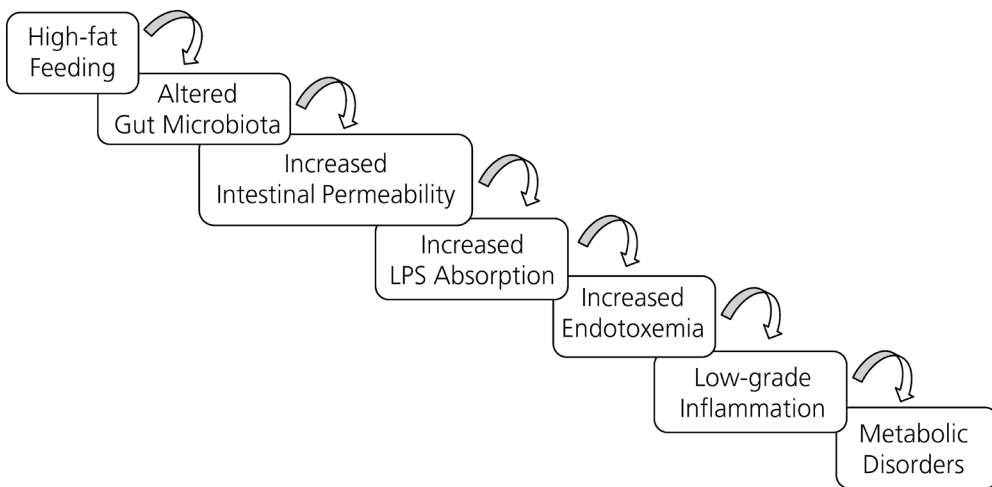 High-fat
Feeding
Altered
Gut Microbiota
Increased
Intestinal Permeability
Increased
LPS Absorption
Increased
Endotoxemia
Low-grade
Inflammation
Metabolic
Disorders